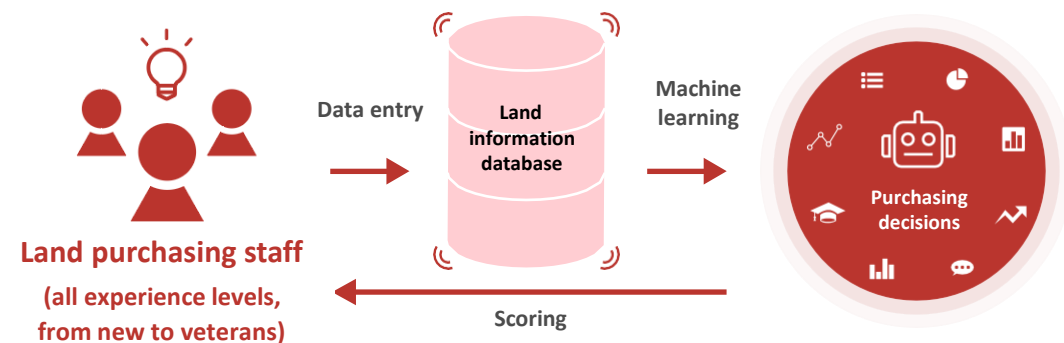 Data entry
Land
information
database
Machine
learning
Purchasing
decisions
Land purchasing staff
(all experience levels,
from new to veterans)
Scoring